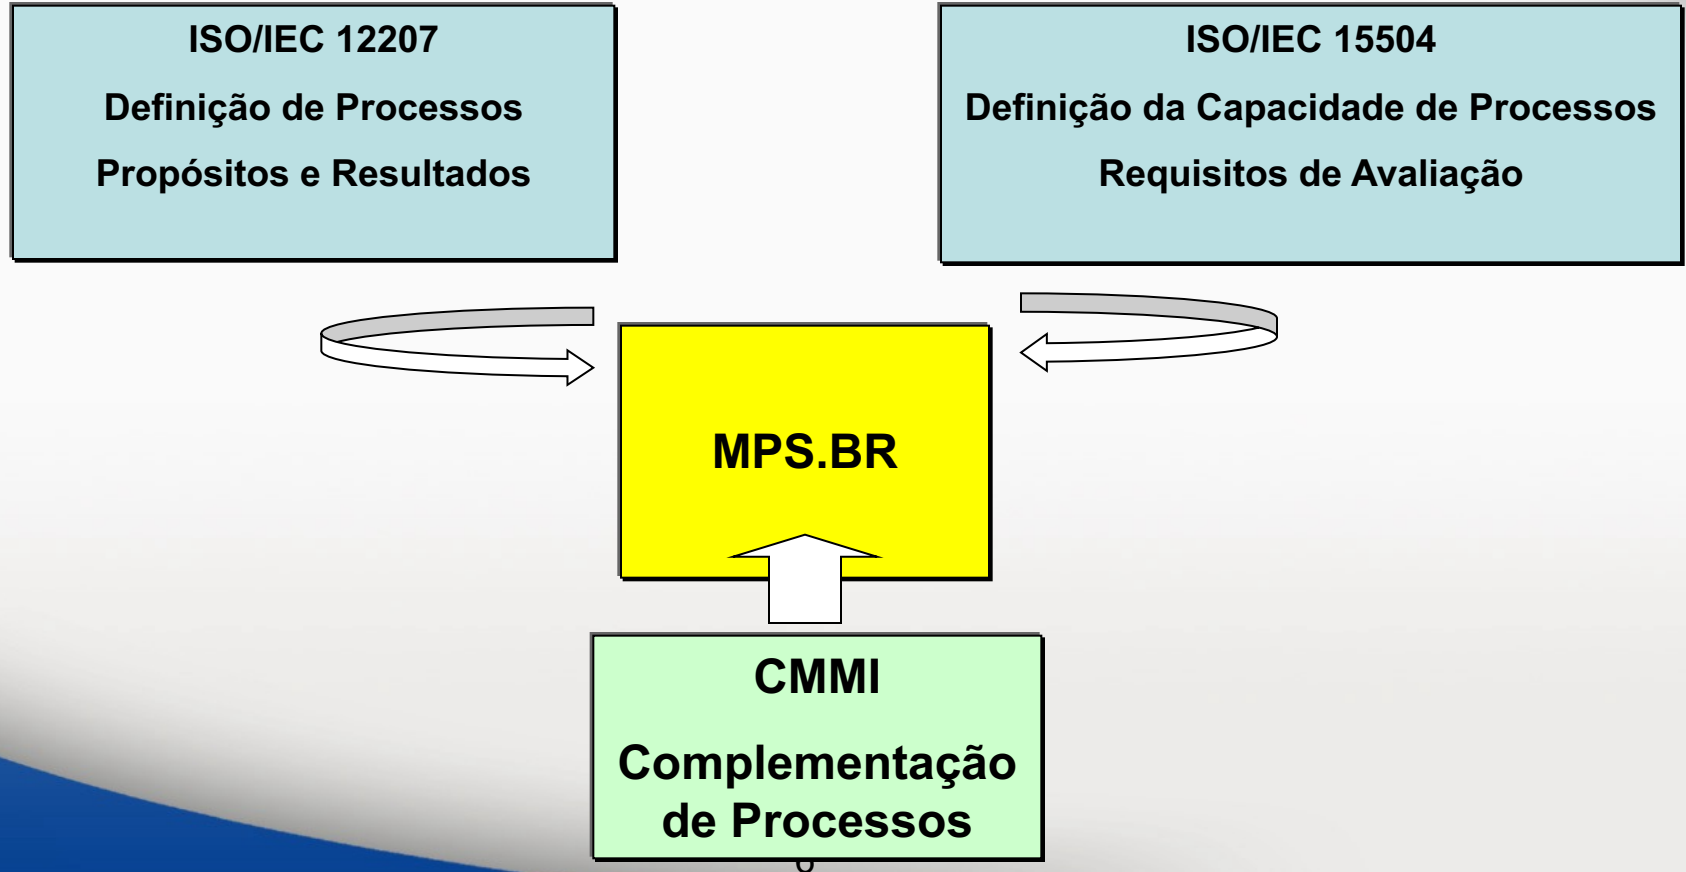 ISO/IEC 12207
Definição de Processos
Propósitos e Resultados
ISO/IEC 15504
Definição da Capacidade de Processos
Requisitos de Avaliação
MPS.BR
CMMI
Complementação
de Processos